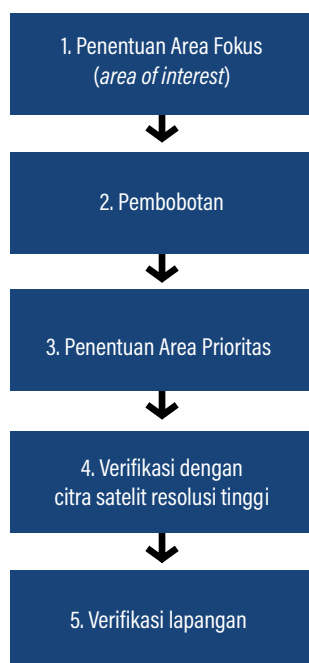 1. Penentuan Area Fokus
(area of interest)
2. Pembobotan
3. Penentuan Area Prioritas
4. Verifikasi dengan
citra satelit resolusi tinggi
5. Verifikasi lapangan